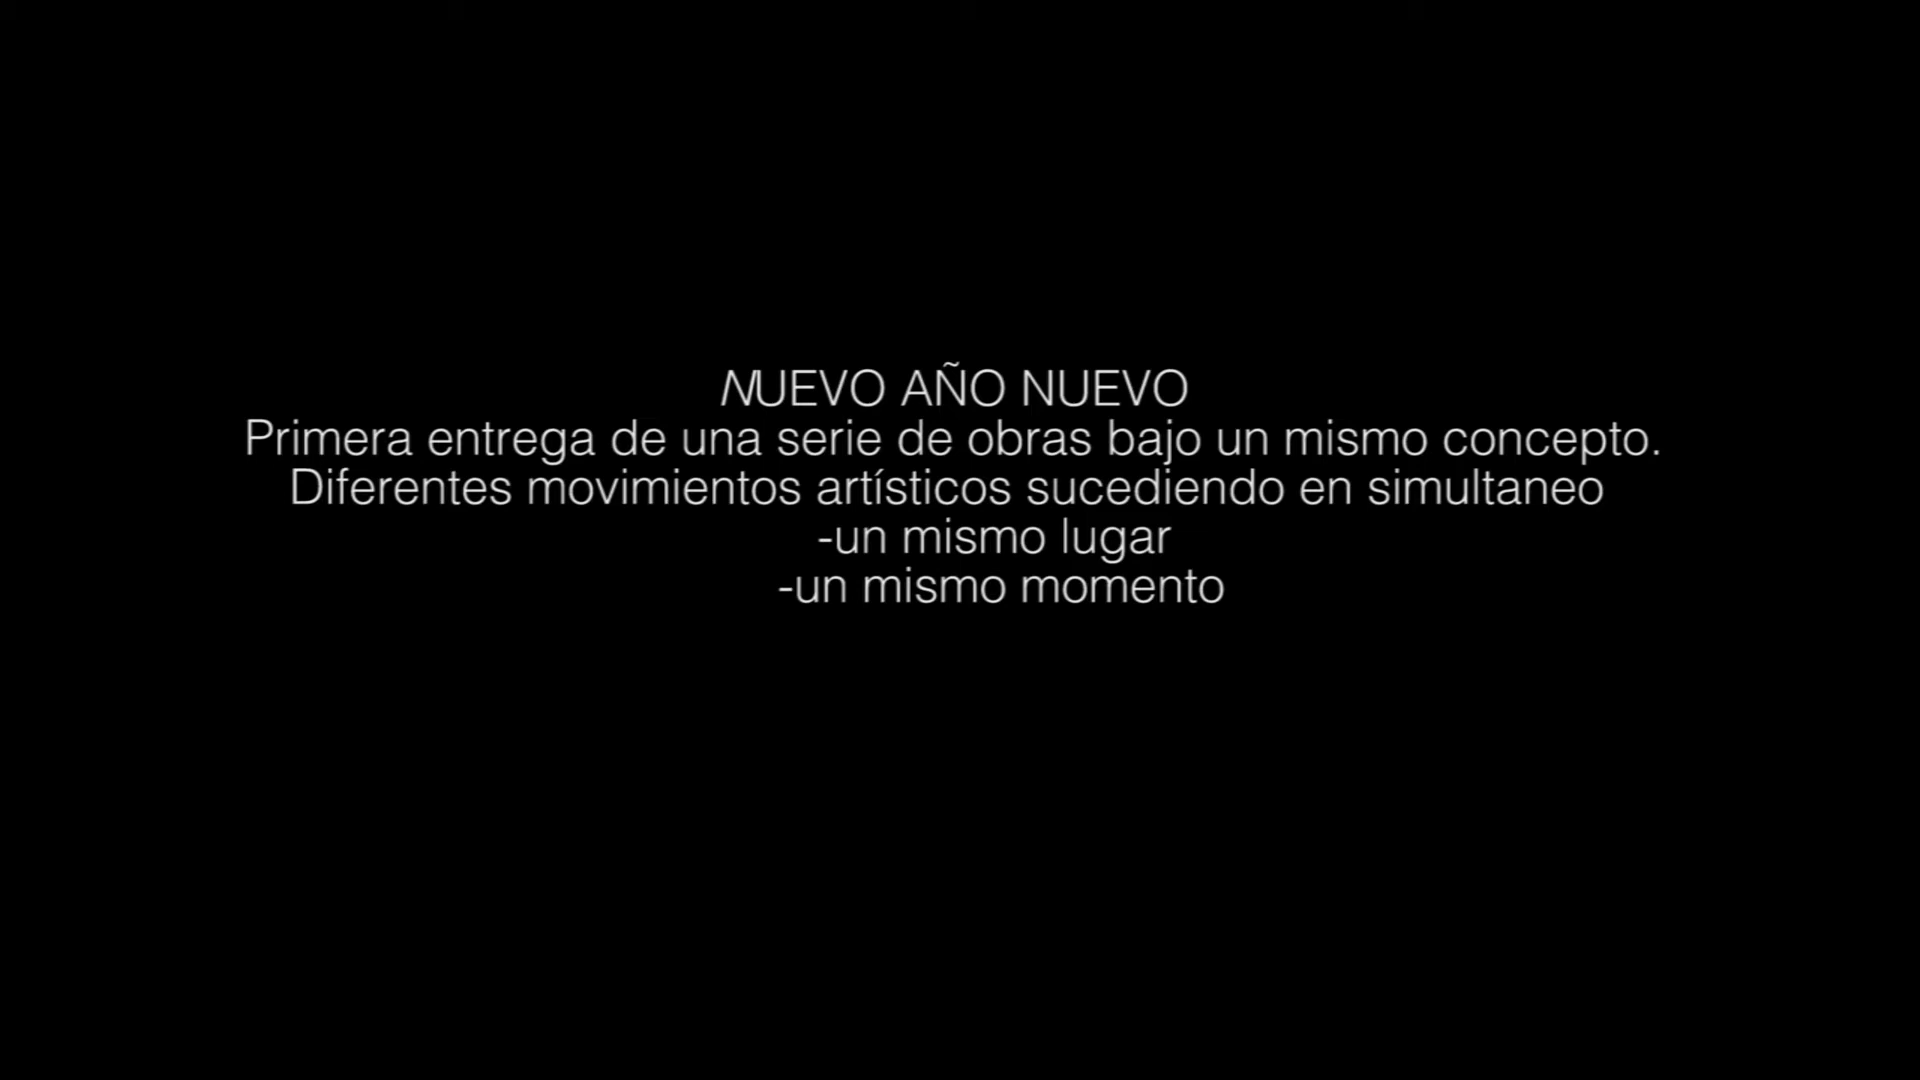 NUEVO AÑO NUEVO
Primera entrega de una serie de obras bajo un mismo concepto.
Diferentes movimientos artísticos sucediendo en simultaneo
-un mismo lugar
-un mismo momento